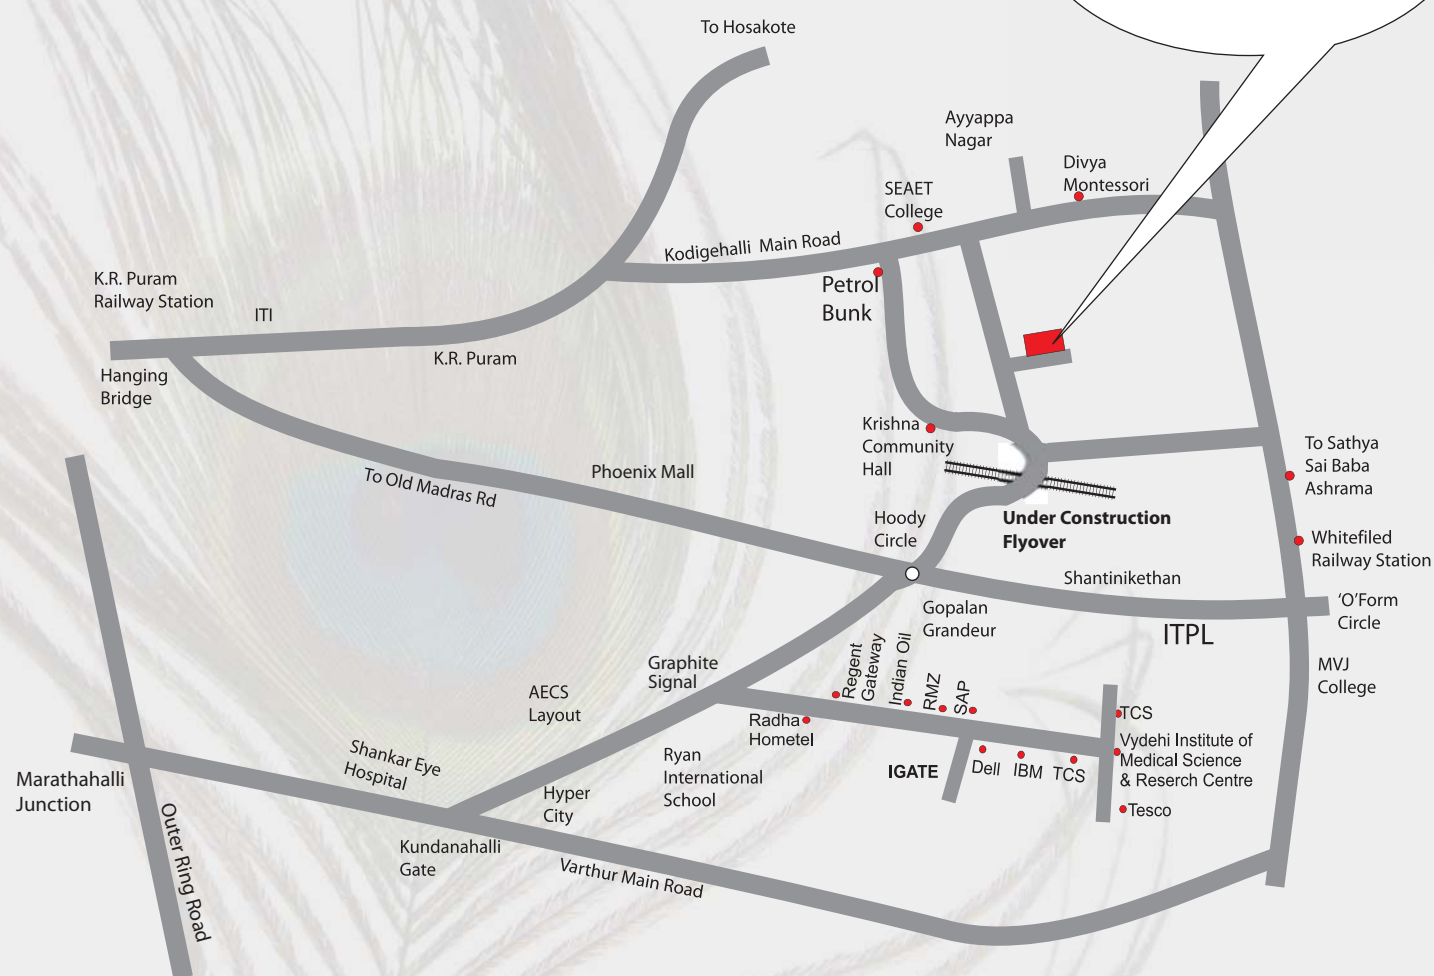 To Hosakote
Ayyappa
Nagar
Divya
Montessori
SEAET
College
Kodigehalli Main Road
K.R. Puram
Railway Station
ITI
Petrol
Bunk
K.R. Puram
Hanging
Bridge
Krishna
Community
Hall
To Sathya
Sai Baba
Ashrama
Phoenix Mall
To Old Madras Rd
Hoody
Circle
Under Construction
Flyover
Whitefiled
Railway Station
Shantinikethan
'O'Form
Circle
Gopalan
Grandeur
ITPL
Graphite
Signal
Regent
Gateway
Indian Oil
RMZ
SAP
MVJ
College
AECS
Layout
Radha
Hometel
TCS
Vydehi Institute of
Medical Science
& Reserch Centre
Shankar Eye
Hospital
Ryan
International
School
IGATE
Dell
IBM
TCS
Marathahalli
Junction
Hyper
City
Tesco
Outer Ring Road
Kundanahalli
Gate
Varthur Main Road